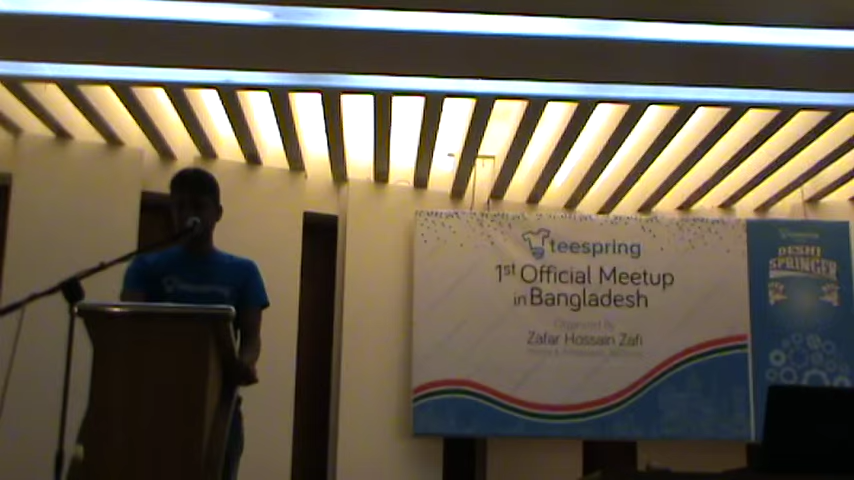 teespring
1st Official Meetup
in Bangladesh
Organized By
Zafar Hossain Zafi
DESHI
SPRINGER